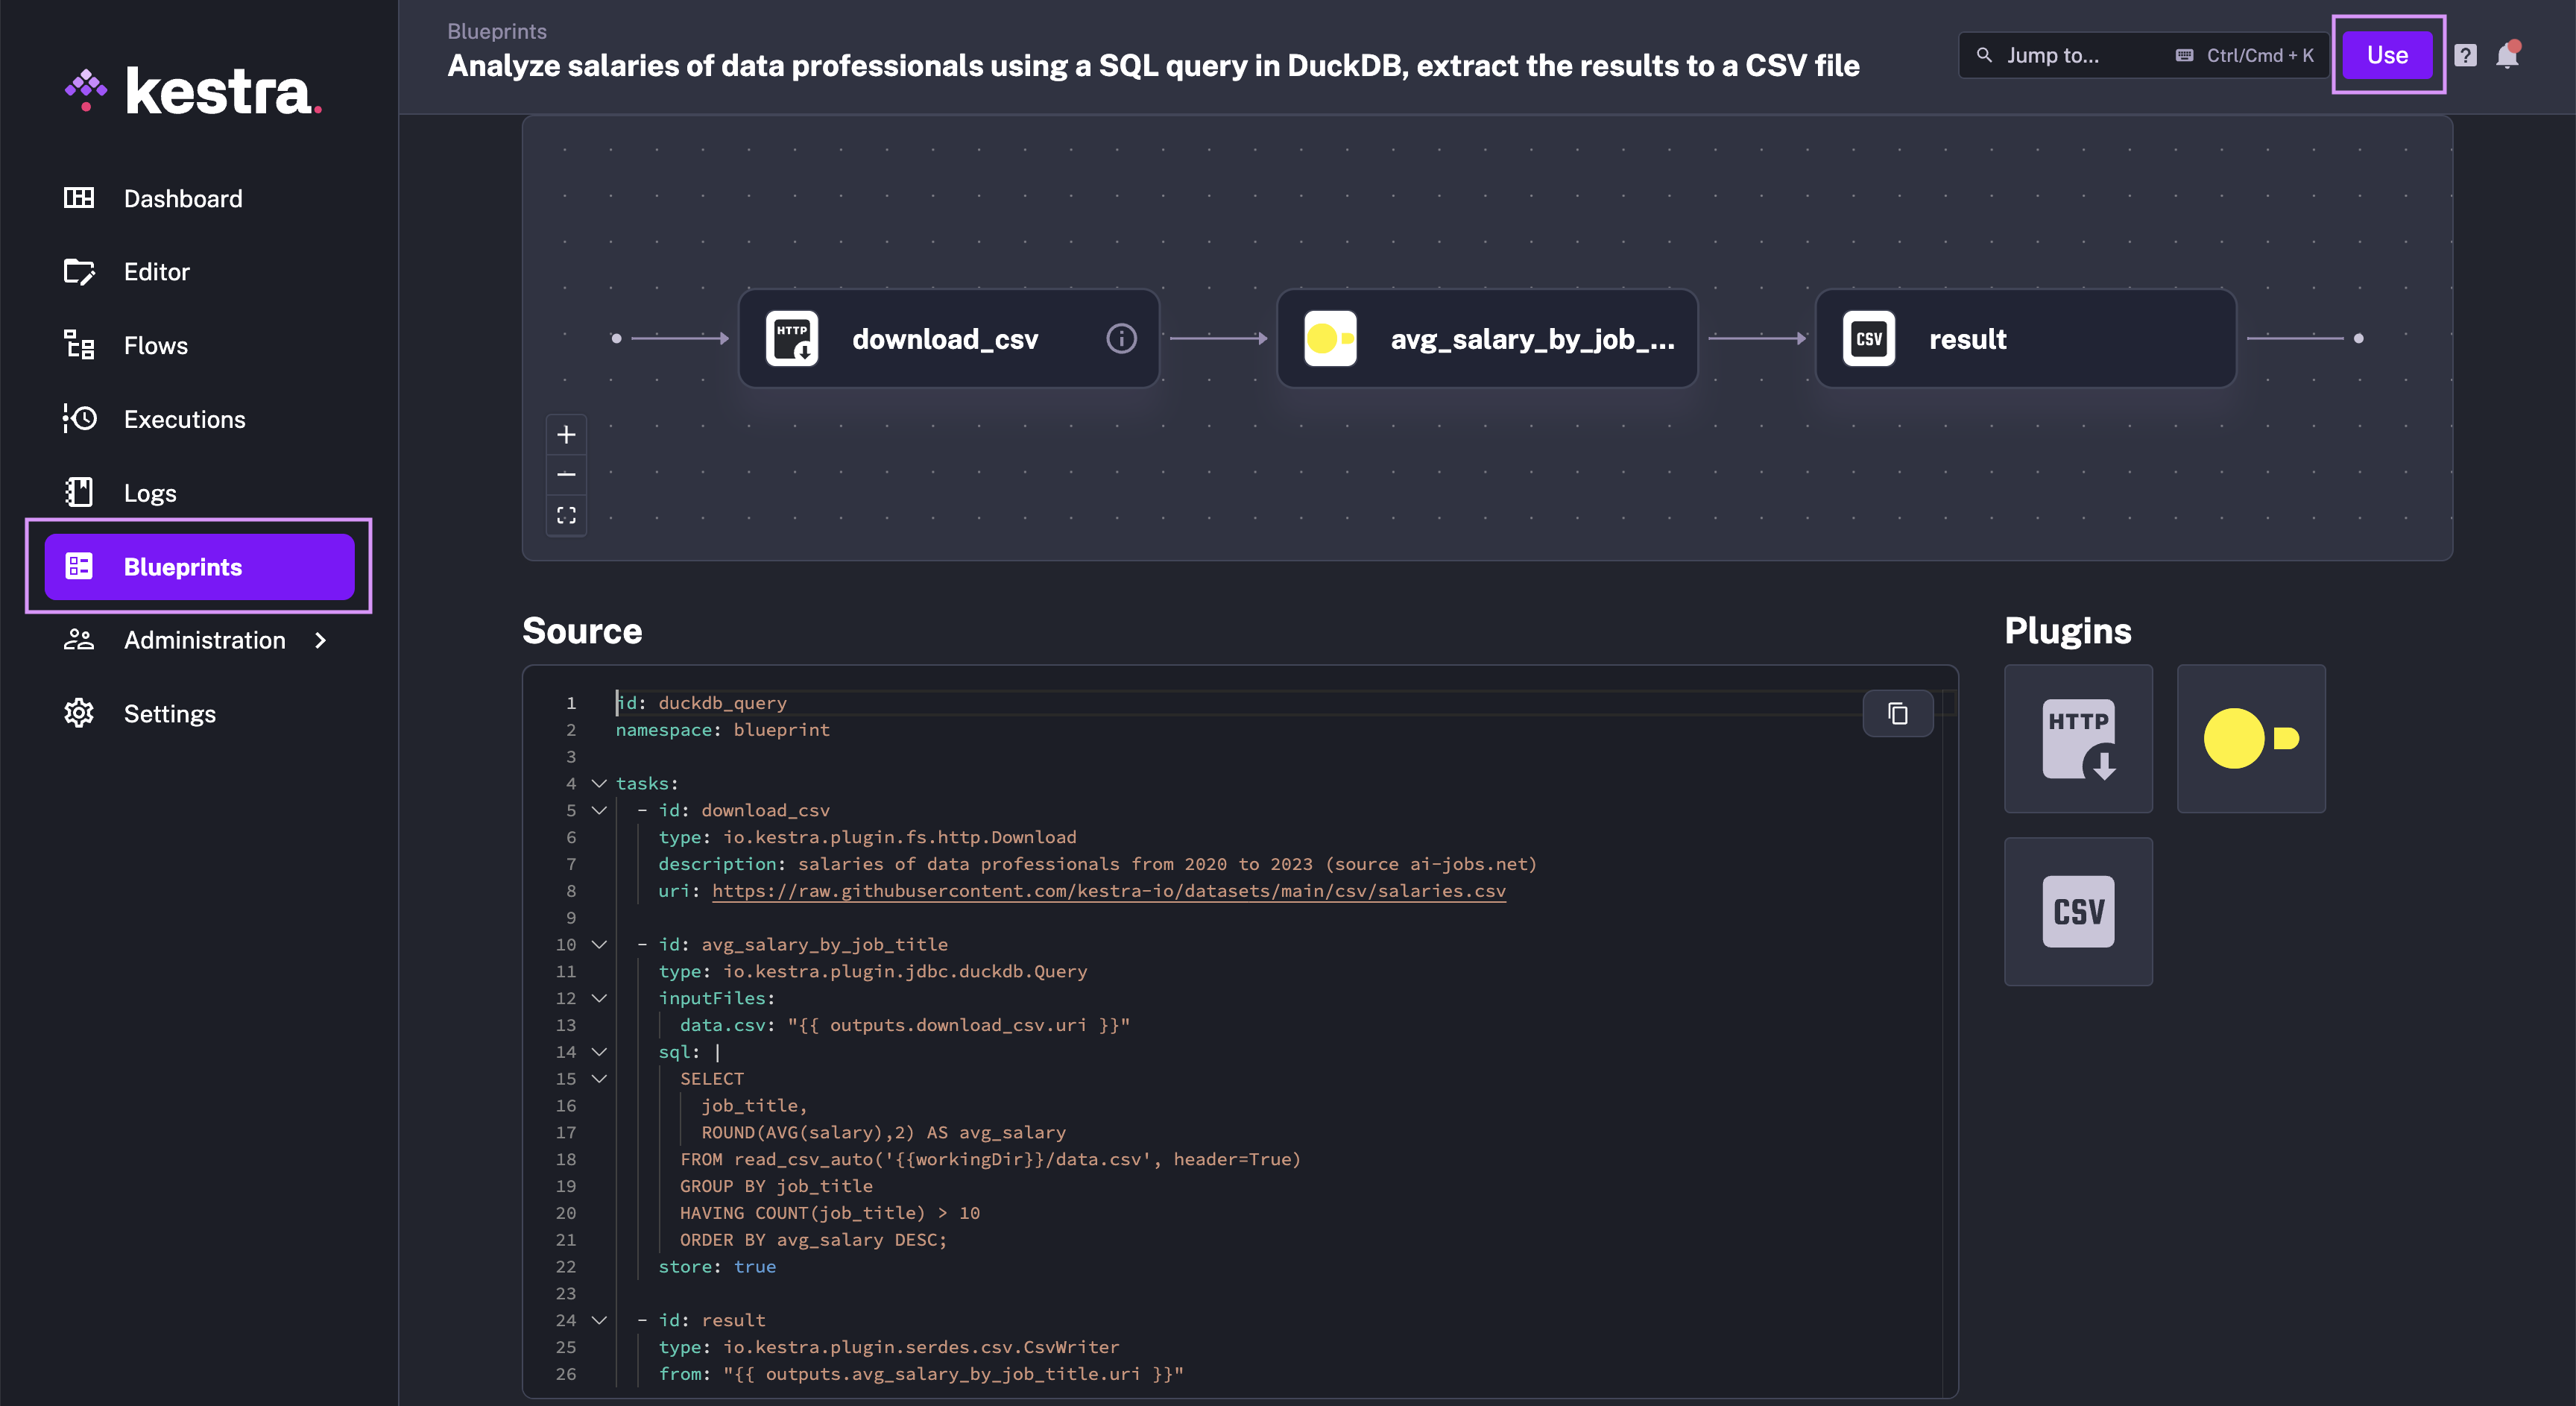 kestra.
Dashboard
Editor
Flows
Executions
Logs
Blueprints
Administration
Settings
Blueprints
Analyze salaries of data professionals using a SQL query in DuckDB, extract the results to a CSV file
Jump to...
Ctrl/Cmd + K
Use
?
HTTP
download_csv
i
avg_salary_by_job_...
CSV
result
Source
1 id: duckdb_query
2 namespace: blueprint
3
4 tasks:
5 - id: download_csv
6 type: io.kestra.plugin.fs.http.Download
7 description: salaries of data professionals from 2020 to 2023 (source ai-jobs.net)
8 uri: https://raw.githubusercontent.com/kestra-io/datasets/main/csv/salaries.csv
9
10 - id: avg_salary_by_job_title
11 type: io.kestra.plugin.jdbc.duckdb.Query
12 inputFiles:
13 data.csv: "{{ outputs.download_csv.uri }}"
14 sql: |
15 SELECT
16 job_title,
17 ROUND(AVG(salary),2) AS avg_salary
18 FROM read_csv_auto('{{workingDir}}/data.csv', header=True)
19 GROUP BY job_title
20 HAVING COUNT(job_title) > 10
21 ORDER BY avg_salary DESC;
22 store: true
23
24 - id: result
25 type: io.kestra.plugin.serdes.csv.CsvWriter
26 from: "{{ outputs.avg_salary_by_job_title.uri }}"
Plugins
HTTP
CSV